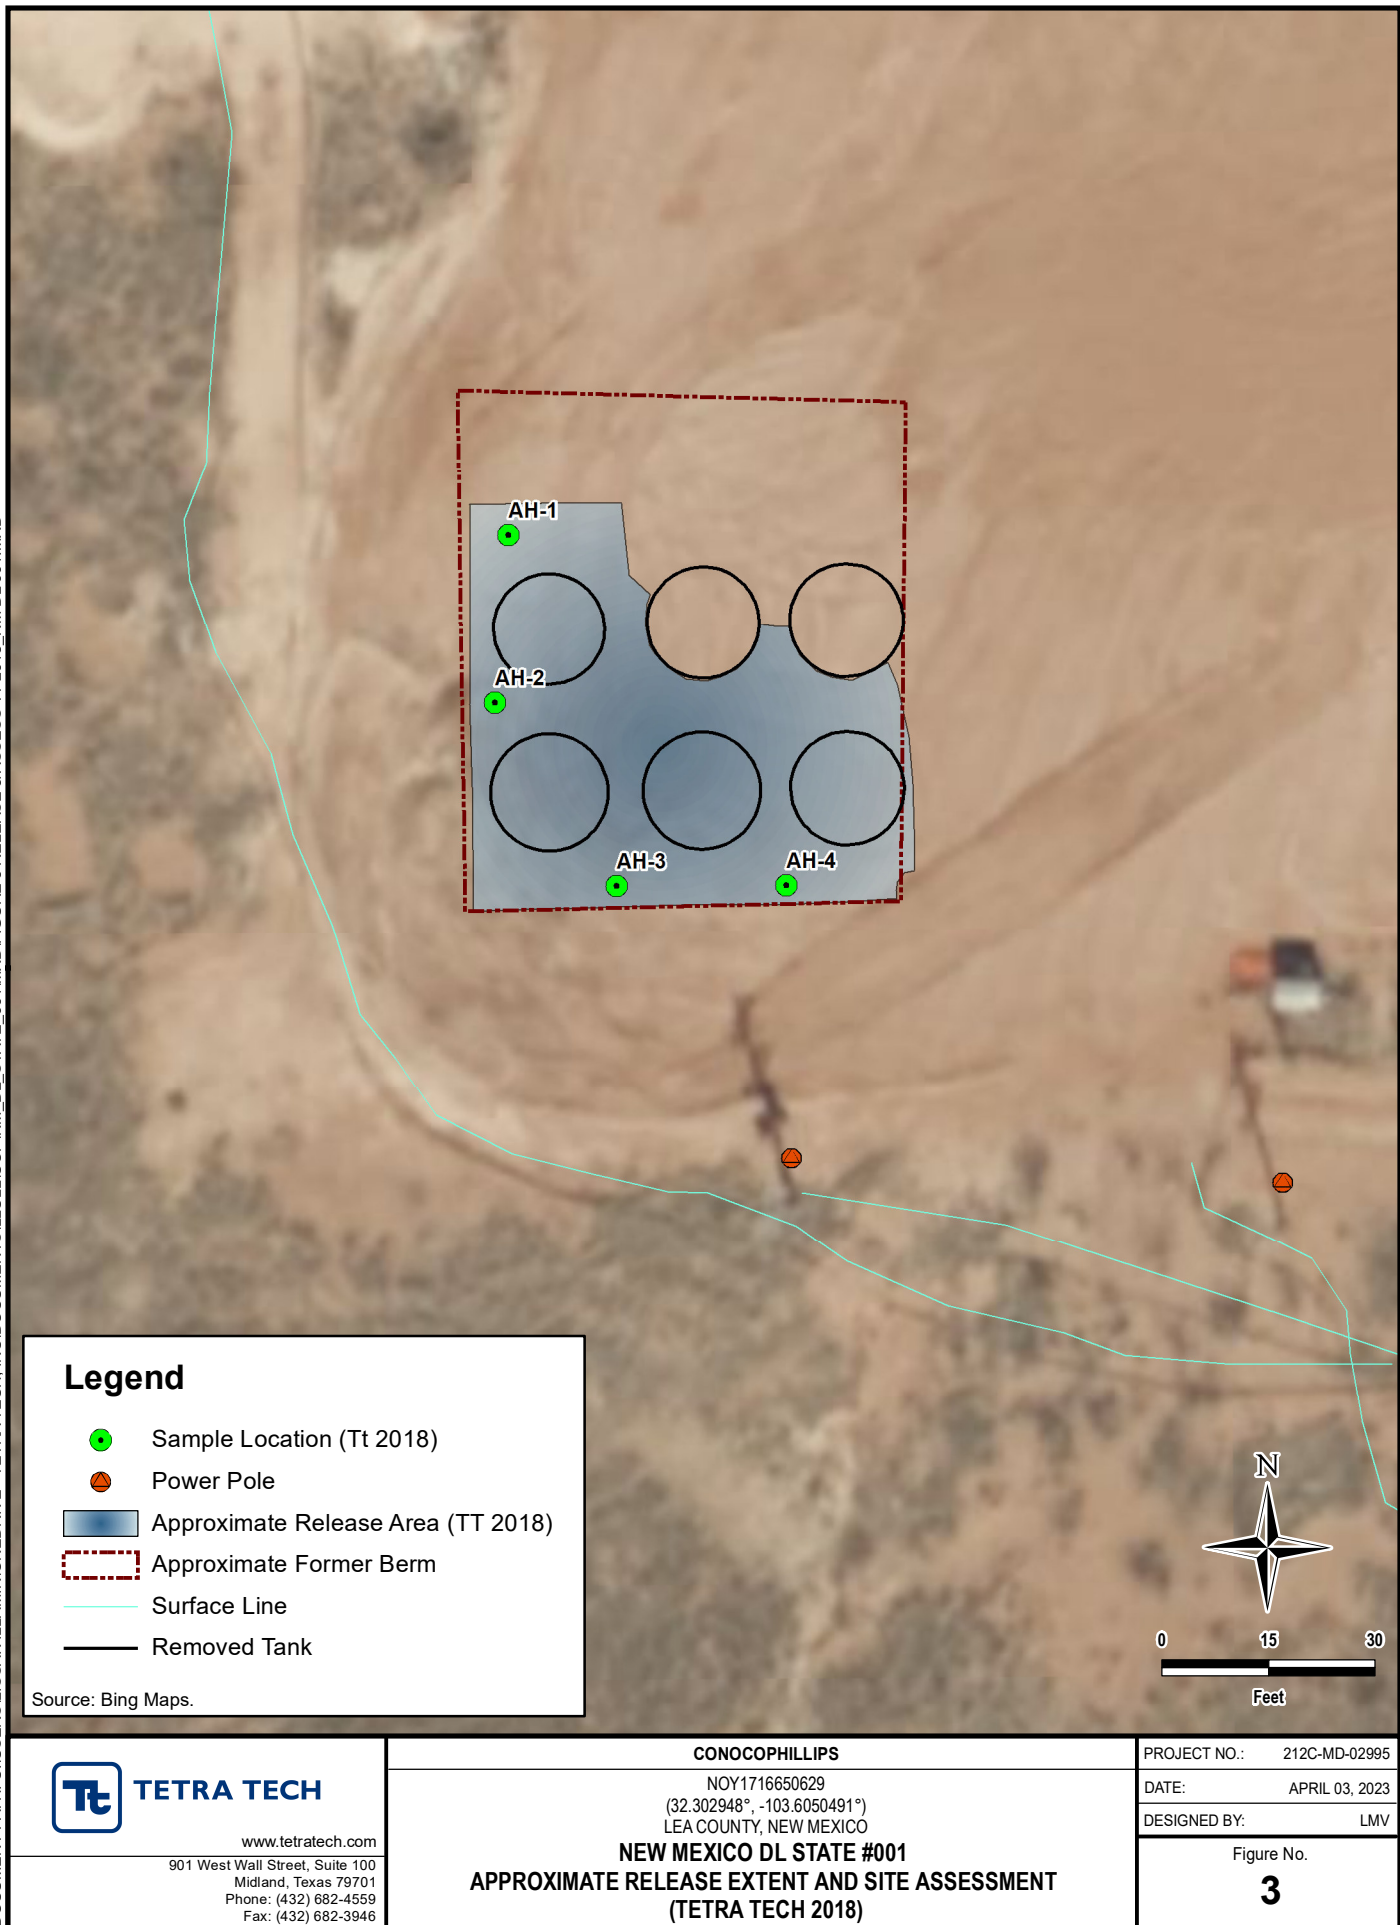 AH-1
AH-2
AH-3
AH-4
Legend
Sample Location (Tt 2018)
Power Pole
Approximate Release Area (TT 2018)
Approximate Former Berm
Surface Line
Removed Tank
Source: Bing Maps.
N
0 15 30
Feet
Tt TETRA TECH
www.tetratech.com
901 West Wall Street, Suite 100
Midland, Texas 79701
Phone: (432) 682-4559
Fax: (432) 682-3946
CONOCOPHILLIPS
NOY1716650629
(32.302948°, -103.6050491°)
LEA COUNTY, NEW MEXICO
NEW MEXICO DL STATE #001
APPROXIMATE RELEASE EXTENT AND SITE ASSESSMENT
(TETRA TECH 2018)
PROJECT NO.: 212C-MD-02995
DATE: APRIL 03, 2023
DESIGNED BY: LMV
Figure No.
3